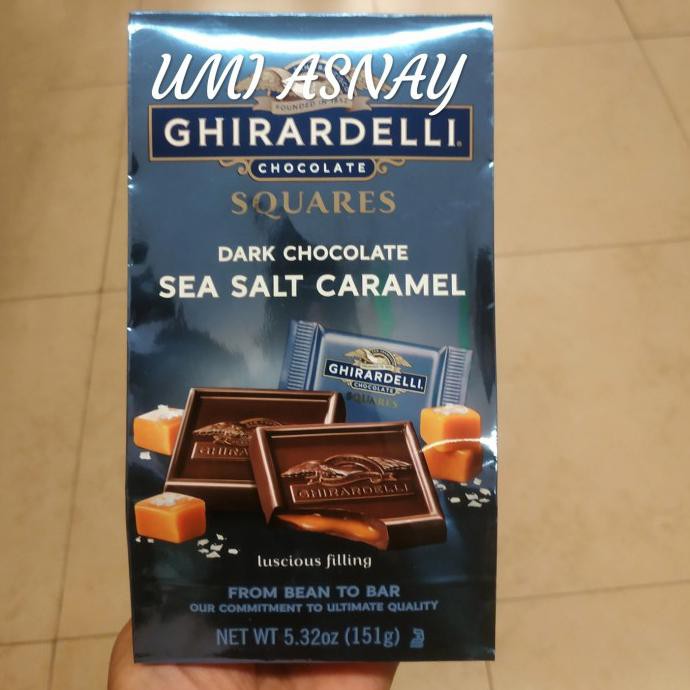 UMI ASNAY
FOUNDED IN 1852
GHIRARDELLI®
CHOCOLATE
SQUARES
DARK CHOCOLATE
SEA SALT CARAMEL
GHIRARDELLI
CHOCOLATE
SQUARES
GHIRARDELLI
luscious filling
FROM BEAN TO BAR
OUR COMMITMENT TO ULTIMATE QUALITY
NET WT 5.32oz (151g)